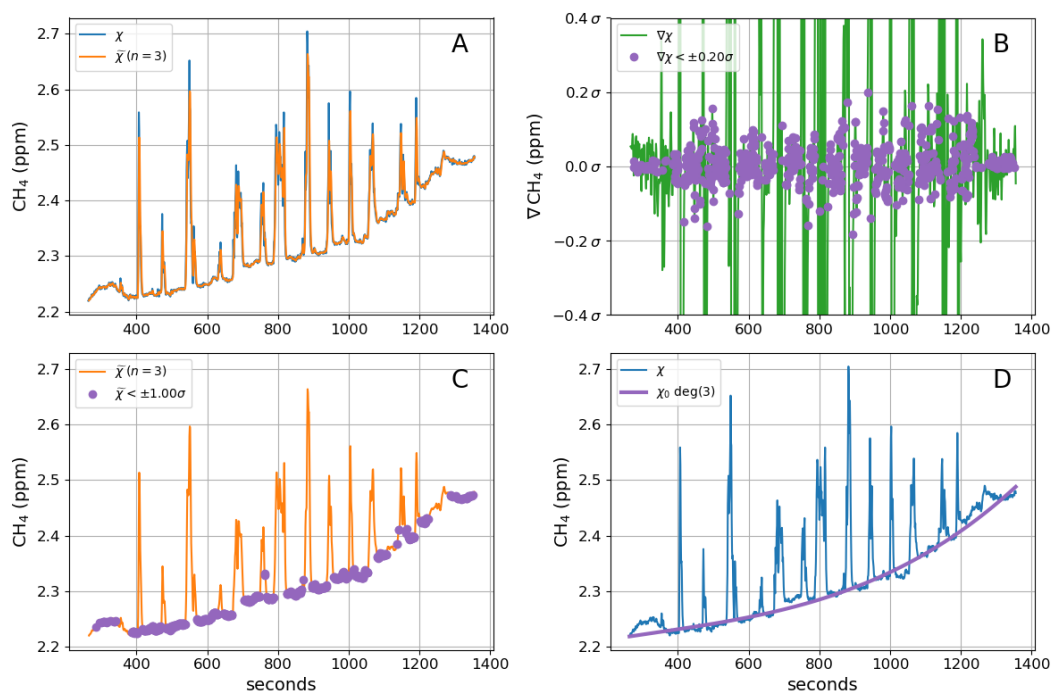 2.7
2.6
2.5
2.4
2.3
2.2
CH₄ (ppm)
χ
χ̃ (n = 3)
A
400
600
800
1000
1200
1400
0.4 σ
0.2 σ
0.0 σ
−0.2 σ
−0.4 σ
∇ CH₄ (ppm)
∇χ
∇χ < ±0.20σ
B
400
600
800
1000
1200
1400
2.7
2.6
2.5
2.4
2.3
2.2
CH₄ (ppm)
χ̃ (n = 3)
χ̃ < ±1.00σ
C
400
600
800
1000
1200
1400
seconds
2.7
2.6
2.5
2.4
2.3
2.2
CH₄ (ppm)
χ
χ₀ deg(3)
D
400
600
800
1000
1200
1400
seconds